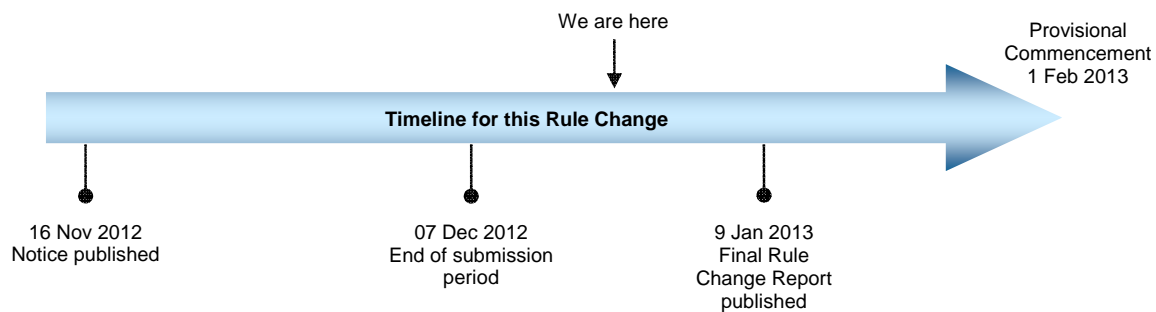 We are here
Provisional
Commencement
1 Feb 2013
Timeline for this Rule Change
16 Nov 2012
Notice published
07 Dec 2012
End of submission
period
9 Jan 2013
Final Rule
Change Report
published